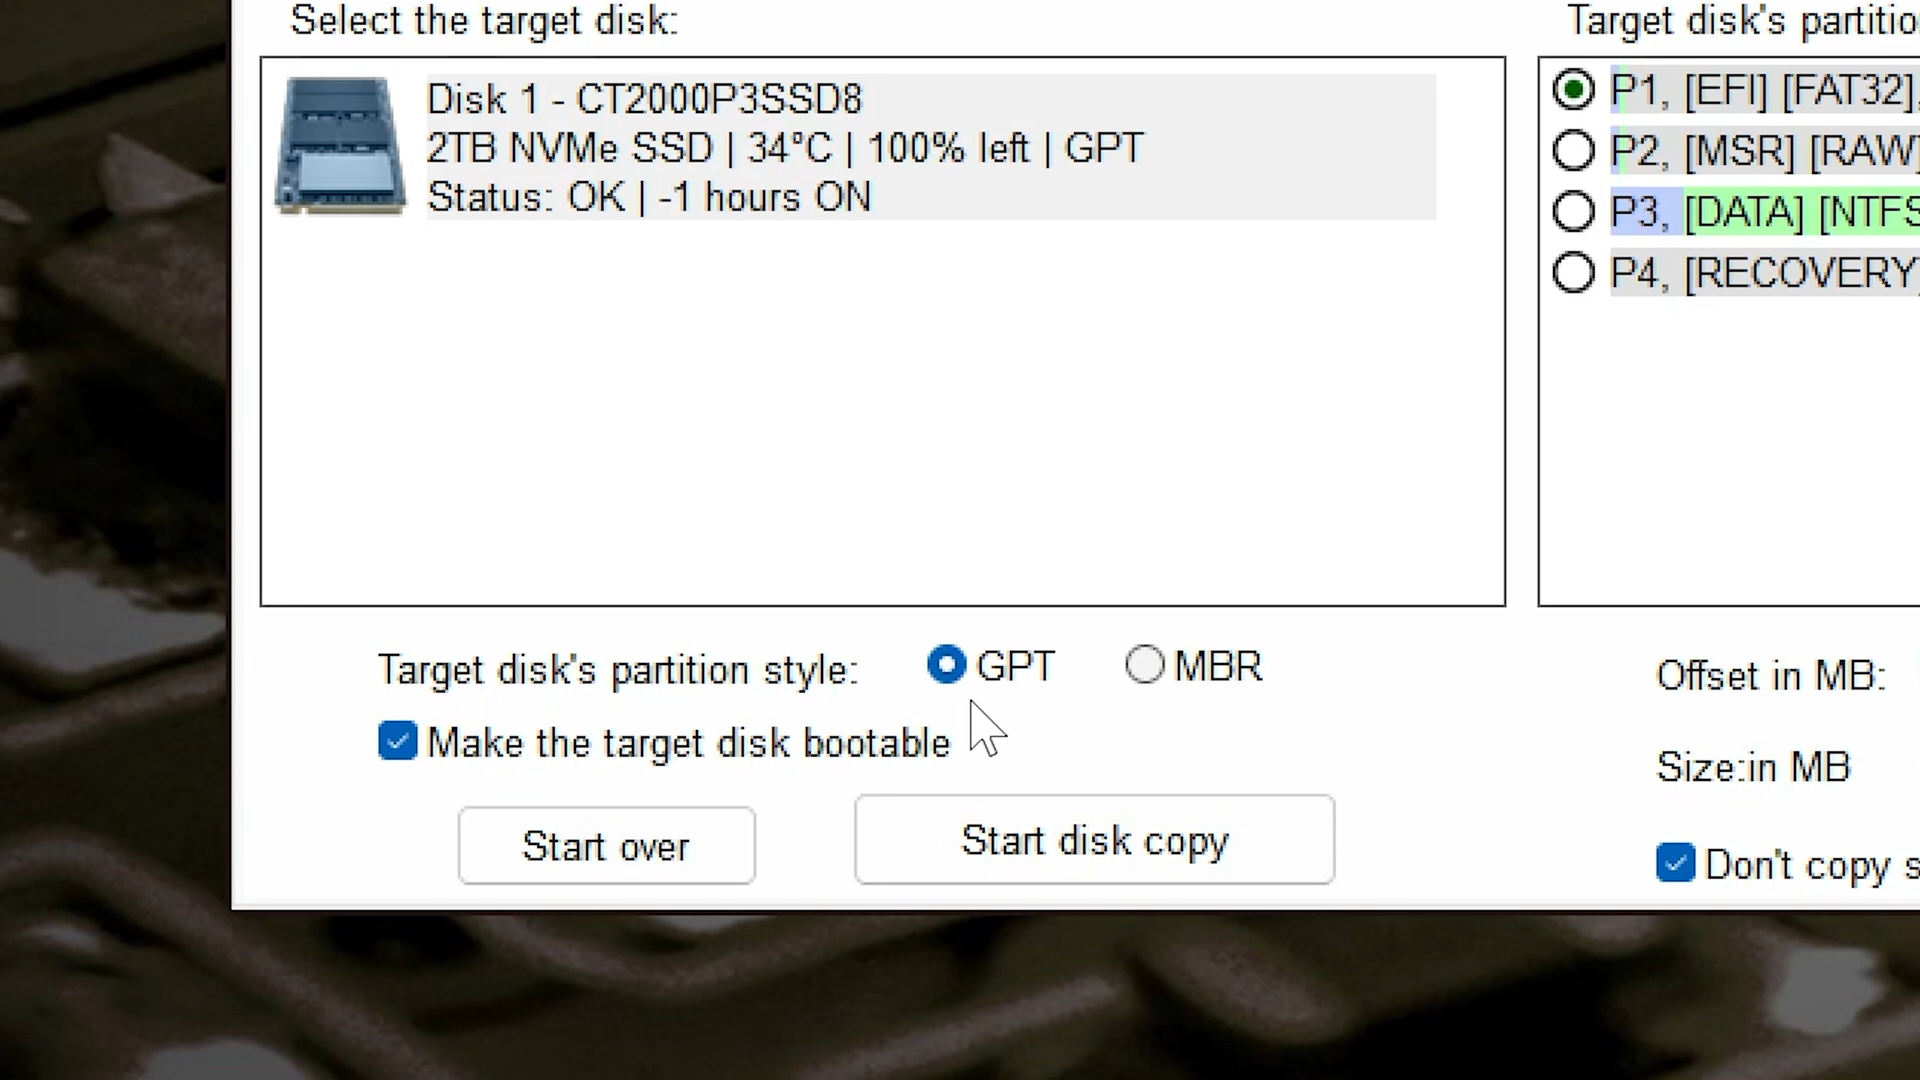 Select the target disk:
Disk 1 - CT2000P3SSD8
2TB NVMe SSD | 34°C | 100% left | GPT
Status: OK | -1 hours ON
Target disk's partition style:
GPT
MBR
Make the target disk bootable
Start over
Start disk copy
Target disk's partitio
P1, [EFI] [FAT32],
P2, [MSR] [RAW]
P3, [DATA] [NTFS
P4, [RECOVERY]
Offset in MB:
Size:in MB
Don't copy s